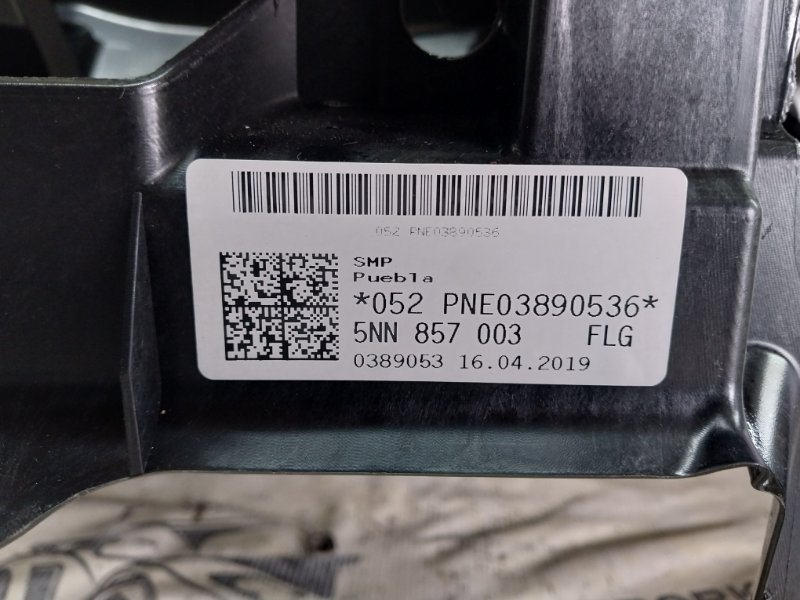 052 PNE03890536
SMP
Puebla
*052 PNE03890536*
5NN 857 003 FLG
0389053 16.04.2019